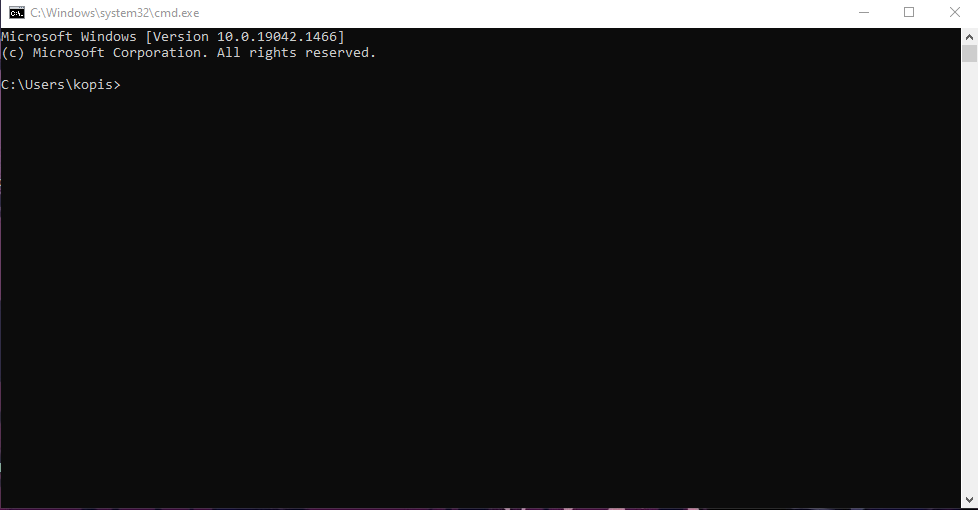 C:\Windows\system32\cmd.exe
Microsoft Windows [Version 10.0.19042.1466]
(c) Microsoft Corporation. All rights reserved.
C:\Users\kopis>